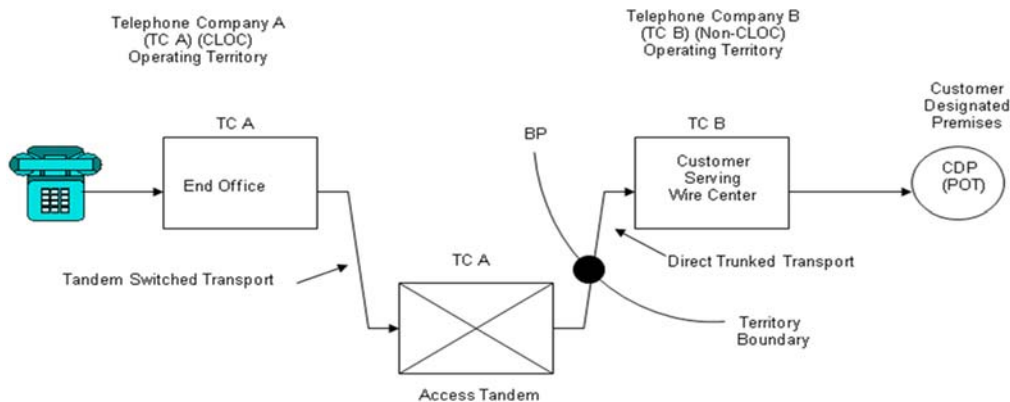 Telephone Company A
(TC A) (CLOC)
Operating Territory
Telephone Company B
(TC B) (Non-CLOC)
Operating Territory
Customer
Designated
Premises
TC A
End Office
BP
TC B
Customer
Serving
Wire Center
CDP
(POT)
Tandem Switched Transport
TC A
Direct Trunked Transport
Territory
Boundary
Access Tandem